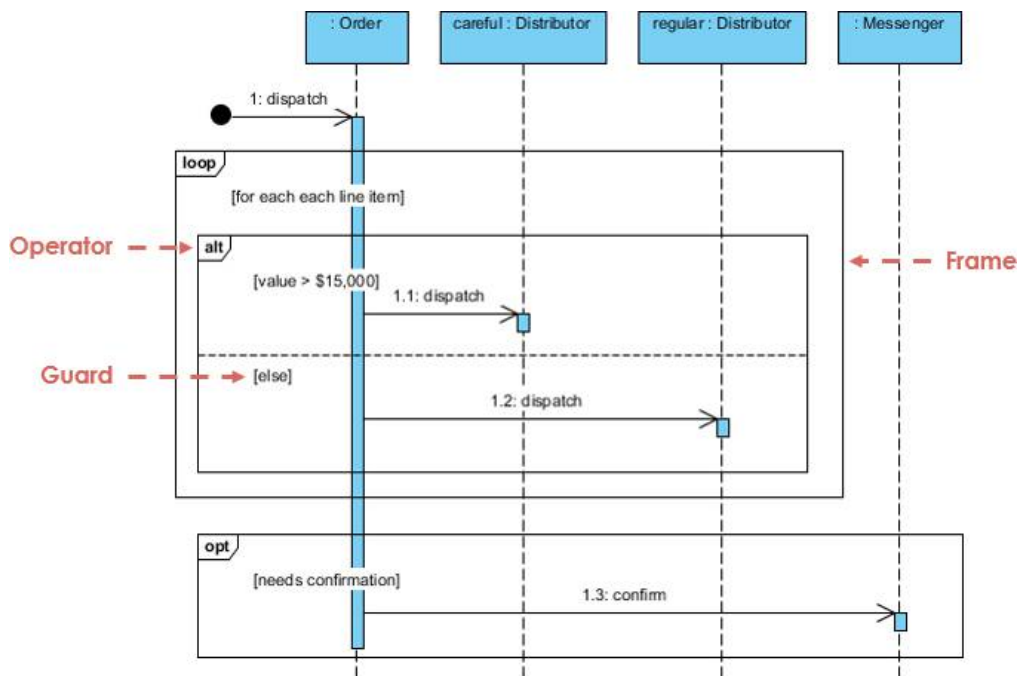 : Order
careful : Distributor
regular : Distributor
: Messenger
1: dispatch
loop
[for each each line item]
Operator
alt
Frame
[value > $15,000]
1.1: dispatch
Guard
[else]
1.2: dispatch
opt
[needs confirmation]
1.3: confirm